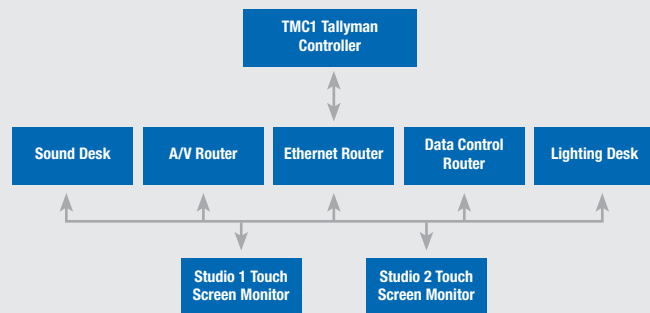 TMC1 Tallyman
Controller
Sound Desk
A/V Router
Ethernet Router
Data Control
Router
Lighting Desk
Studio 1 Touch
Screen Monitor
Studio 2 Touch
Screen Monitor